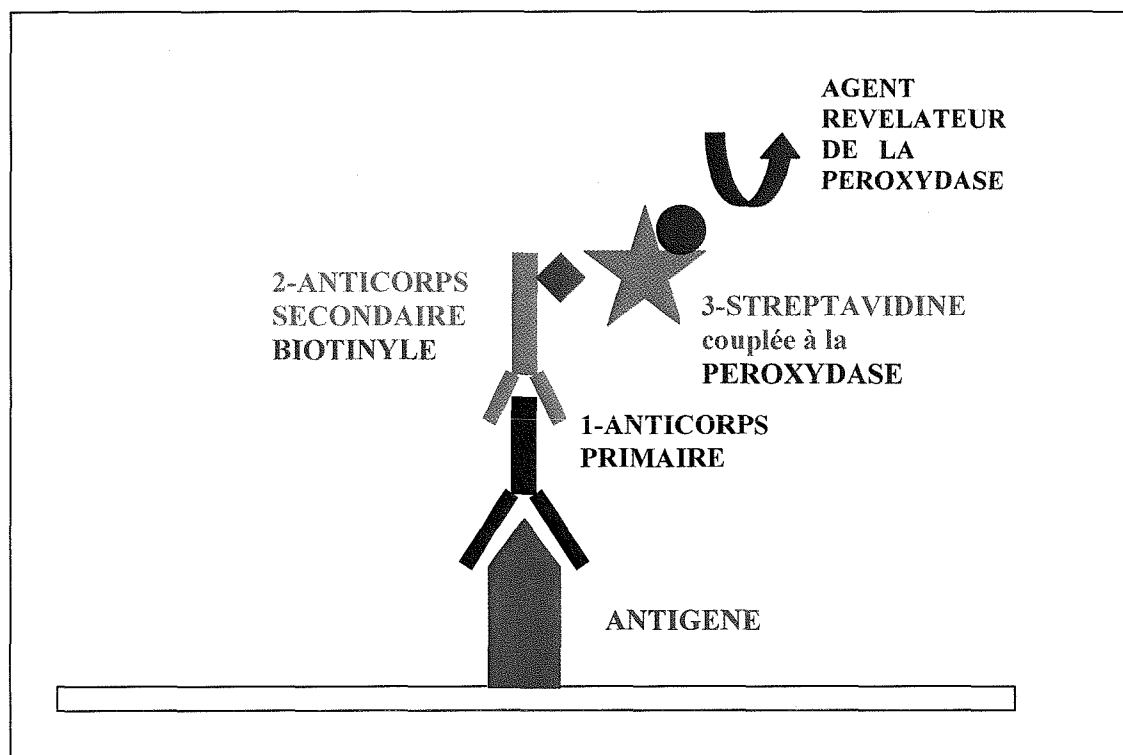 AGENT
REVELATEUR
DE LA
PEROXYDASE
2-ANTICORPS
SECONDAIRE
BIOTINYLE
3-STREPTAVIDINE
couplée à la
PEROXYDASE
1-ANTICORPS
PRIMAIRE
ANTIGENE